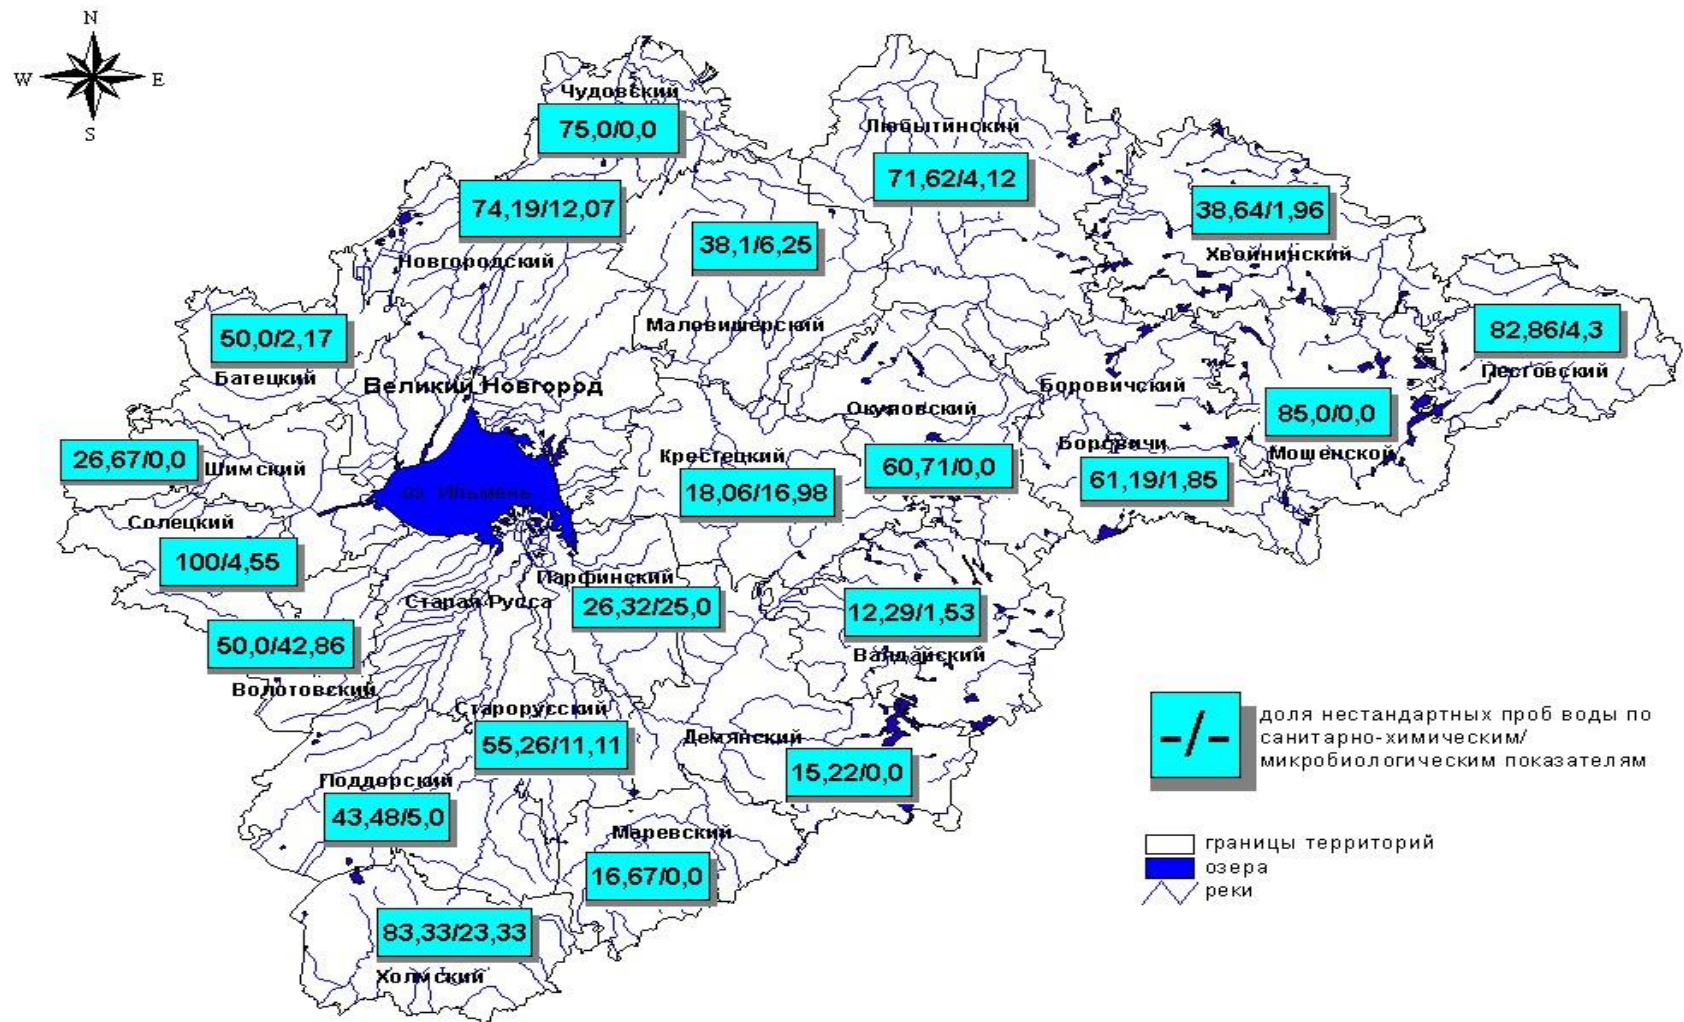 N
W
E
S
Чудовский
75,0/0,0
Любытинский
71,62/4,12
74,19/12,07
Новгородский
38,1/6,25
Маловишерский
38,64/1,96
Хвойнинский
50,0/2,17
Батецкий
82,86/4,3
Пестовский
Великий Новгород
Боровичский
Окуловский
85,0/0,0
Мошенской
26,67/0,0
Шимский
Крестецкий
18,06/16,98
60,71/0,0
Боровичи
61,19/1,85
оз. Ильмень
Солецкий
100/4,55
Парфинский
26,32/25,0
Старая Русса
12,29/1,53
Валдайский
50,0/42,86
Волотовский
Старорусский
55,26/11,11
Демянский
15,22/0,0
Поддорский
43,48/5,0
Маревский
16,67/0,0
83,33/23,33
Холмский
-/-
доля нестандартных проб воды по
санитарно-химическим/
микробиологическим показателям
границы территорий
озера
реки